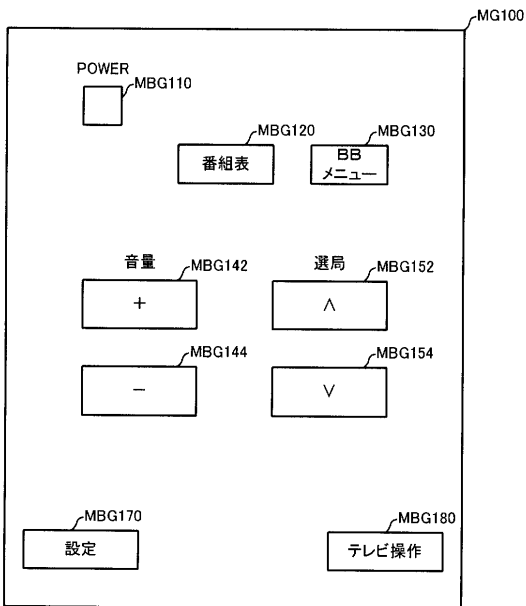 MG100
POWER
MBG110
MBG120
MBG130
番組表
BB
メニュー
音量
MBG142
選局
MBG152
+
∧
MBG144
MBG154
−
∨
MBG170
MBG180
設定
テレビ操作